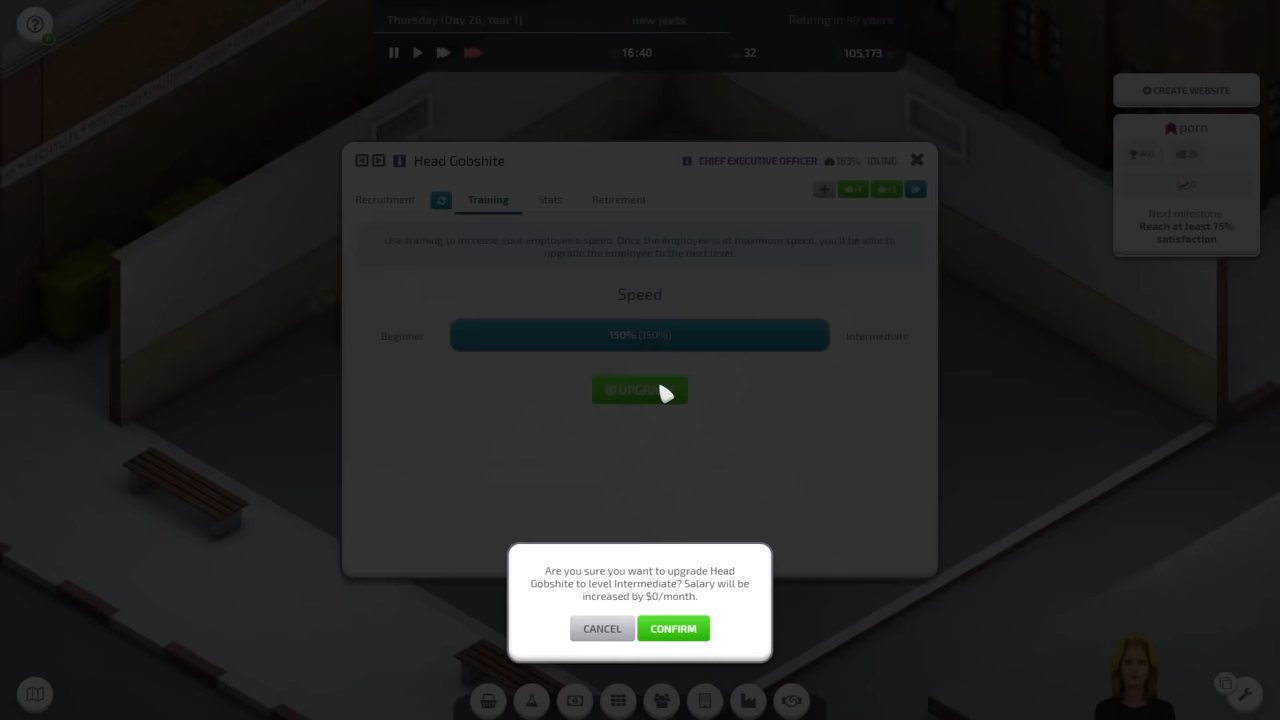 Thursday (Day 26, Year 1)
Retiring in 49 years
16:40
32
105,173
CREATE WEBSITE
porn
Next milestone
Reach at least 75%
satisfaction
Head Gobshite
CHIEF EXECUTIVE OFFICER
163%
IDLING
Recruitment
Training
Stats
Retirement
Use training to increase your employee's speed. Once the employee is at maximum speed, you'll be able to
upgrade the employee to the next level.
Speed
Beginner
150% (150%)
Intermediate
Are you sure you want to upgrade Head
Gobshite to level Intermediate? Salary will be
increased by $0/month.
CANCEL
CONFIRM